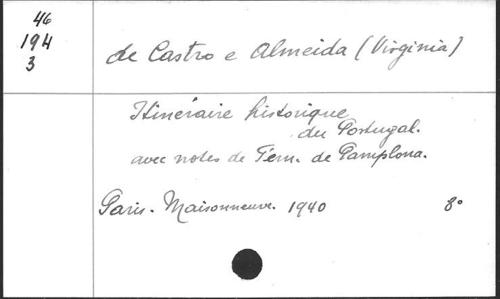 46
194
3
de Castro e Almeida (Virginia)
Itinéraire historique
du Portugal.
avec notes de Fern. de Pamplona.
Paris. Maisonneuve. 1940 8°